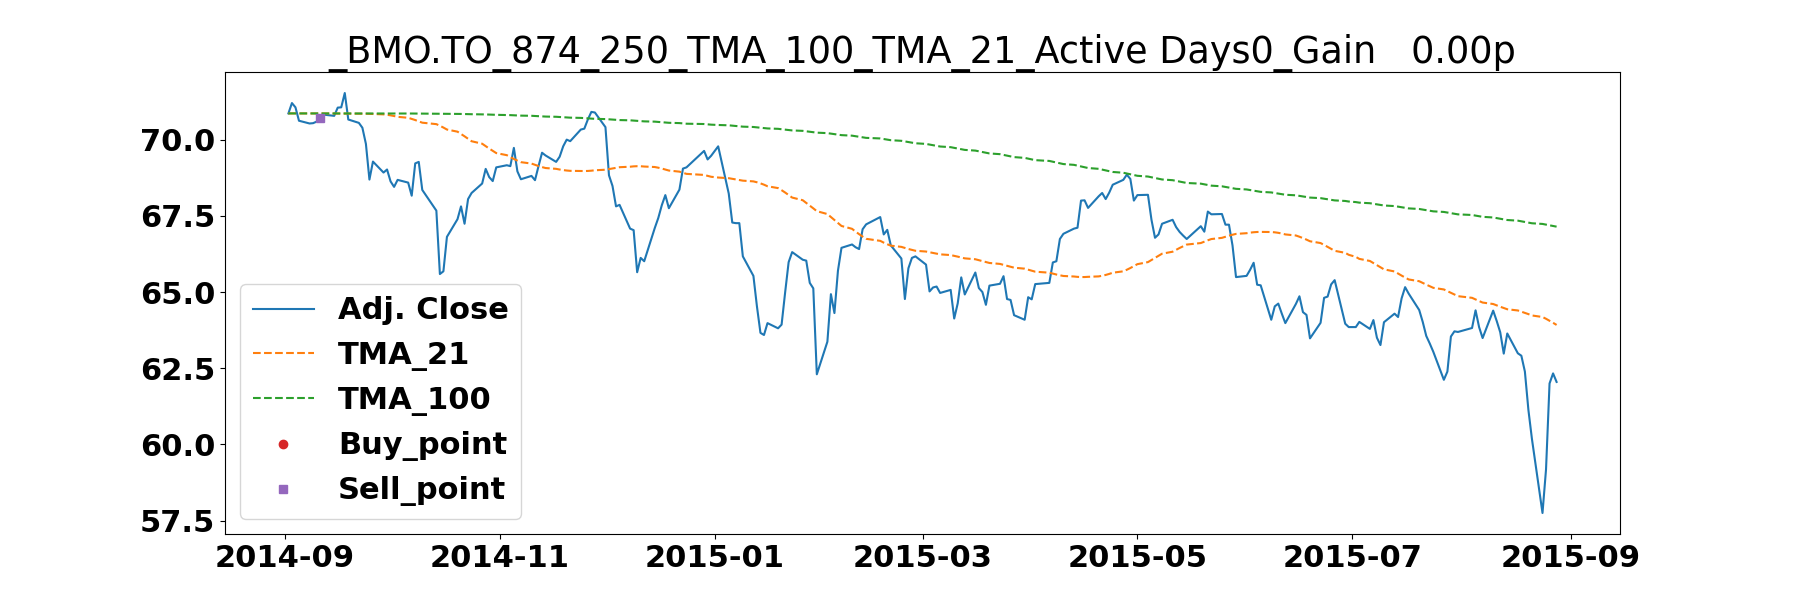 _BMO.TO_874_250_TMA_100_TMA_21_Active Days0_Gain   0.00p
70.0
67.5
65.0
62.5
60.0
57.5
Adj. Close
TMA_21
TMA_100
Buy_point
Sell_point
2014-09 2014-11 2015-01 2015-03 2015-05 2015-07 2015-09